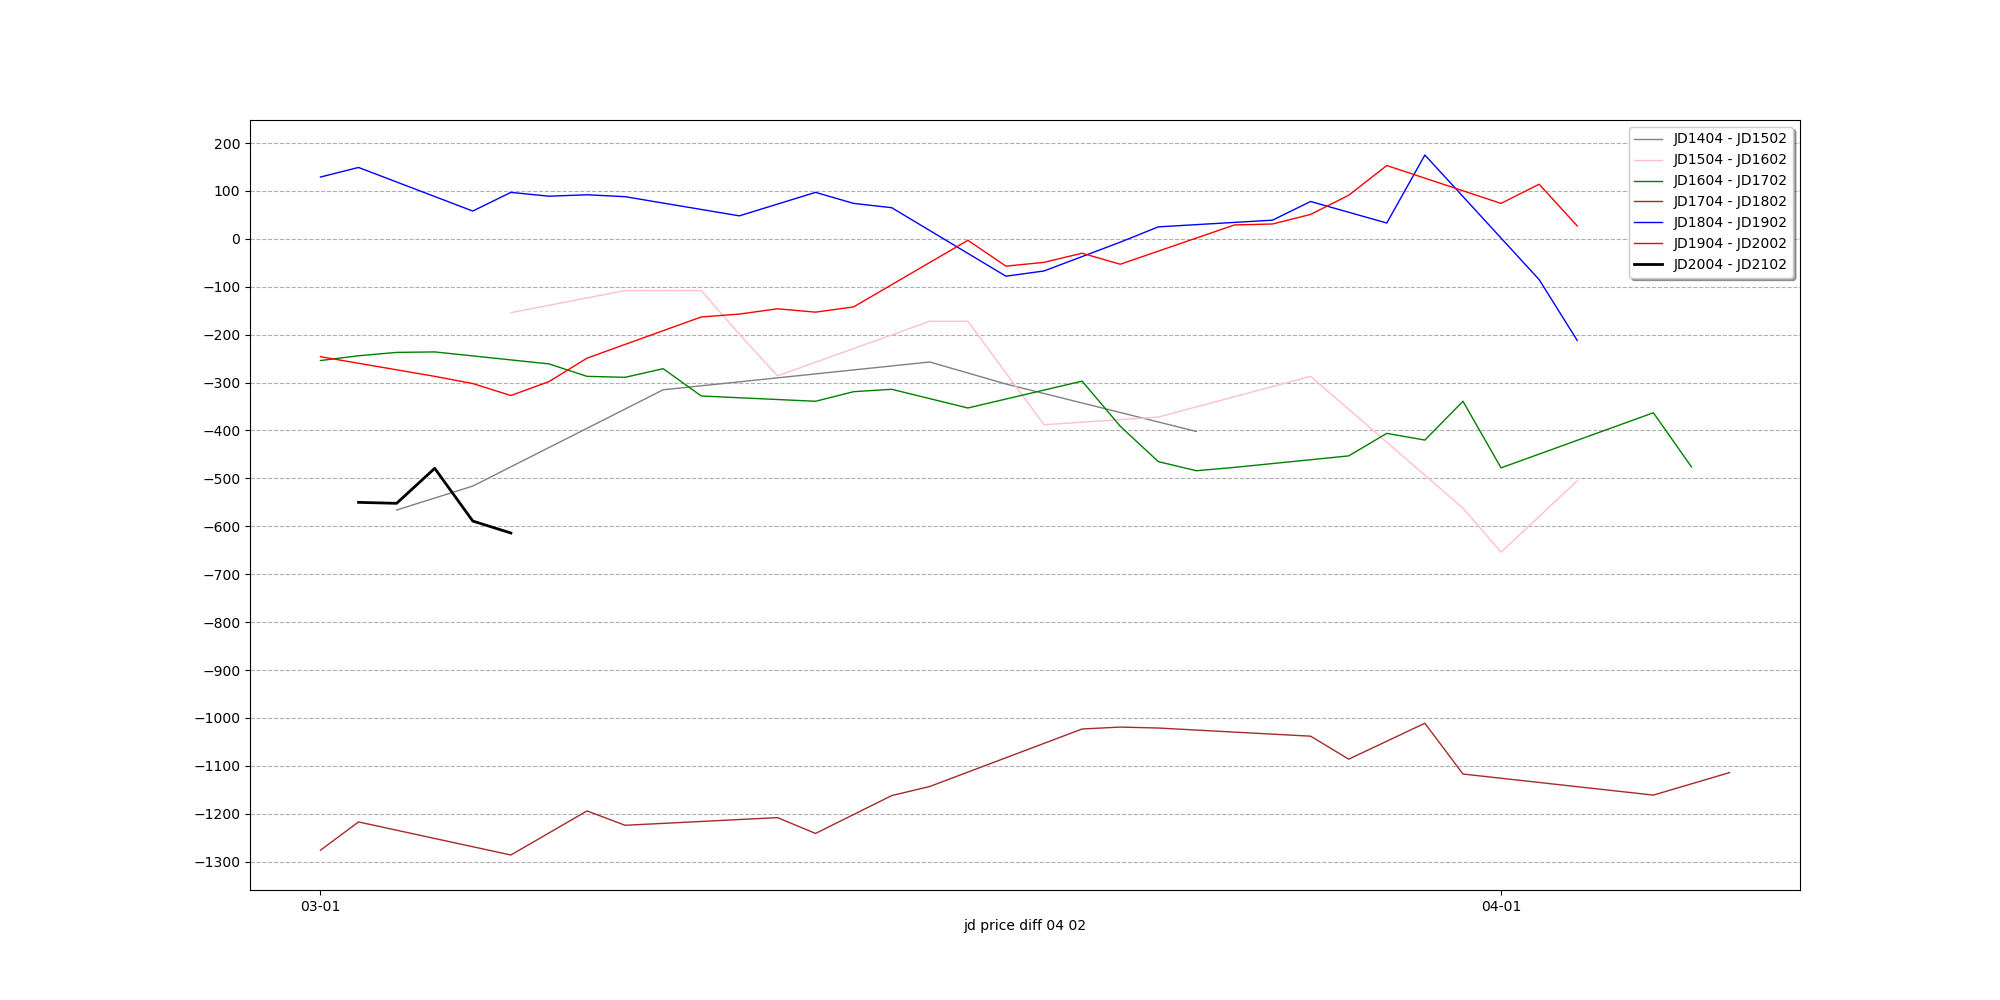 200
100
0
−100
−200
−300
−400
−500
−600
−700
−800
−900
−1000
−1100
−1200
−1300
JD1404 - JD1502
JD1504 - JD1602
JD1604 - JD1702
JD1704 - JD1802
JD1804 - JD1902
JD1904 - JD2002
JD2004 - JD2102
03-01 04-01
jd price diff 04 02